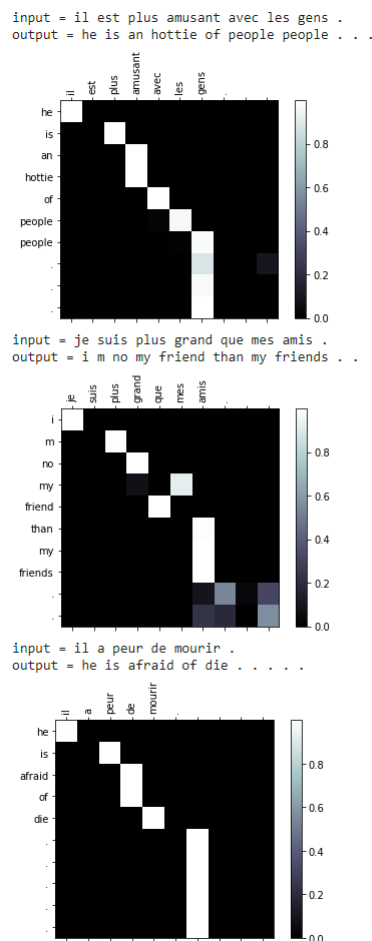 input = il est plus amusant avec les gens .
output = he is an hottie of people people . . .
il est plus amusant avec les gens .
he
0.8
is
an
0.6
hottie
of
0.4
people
people
0.2
.
.
.
0.0
input = je suis plus grand que mes amis .
output = i m no my friend than my friends . .
je suis plus grand que mes amis .
i
m
0.8
no
my
0.6
friend
than
0.4
my
friends
0.2
.
.
0.0
input = il a peur de mourir .
output = he is afraid of die . . . . .
il a peur de mourir .
he
is
0.8
afraid
of
0.6
die
.
0.4
.
.
0.2
.
.
0.0